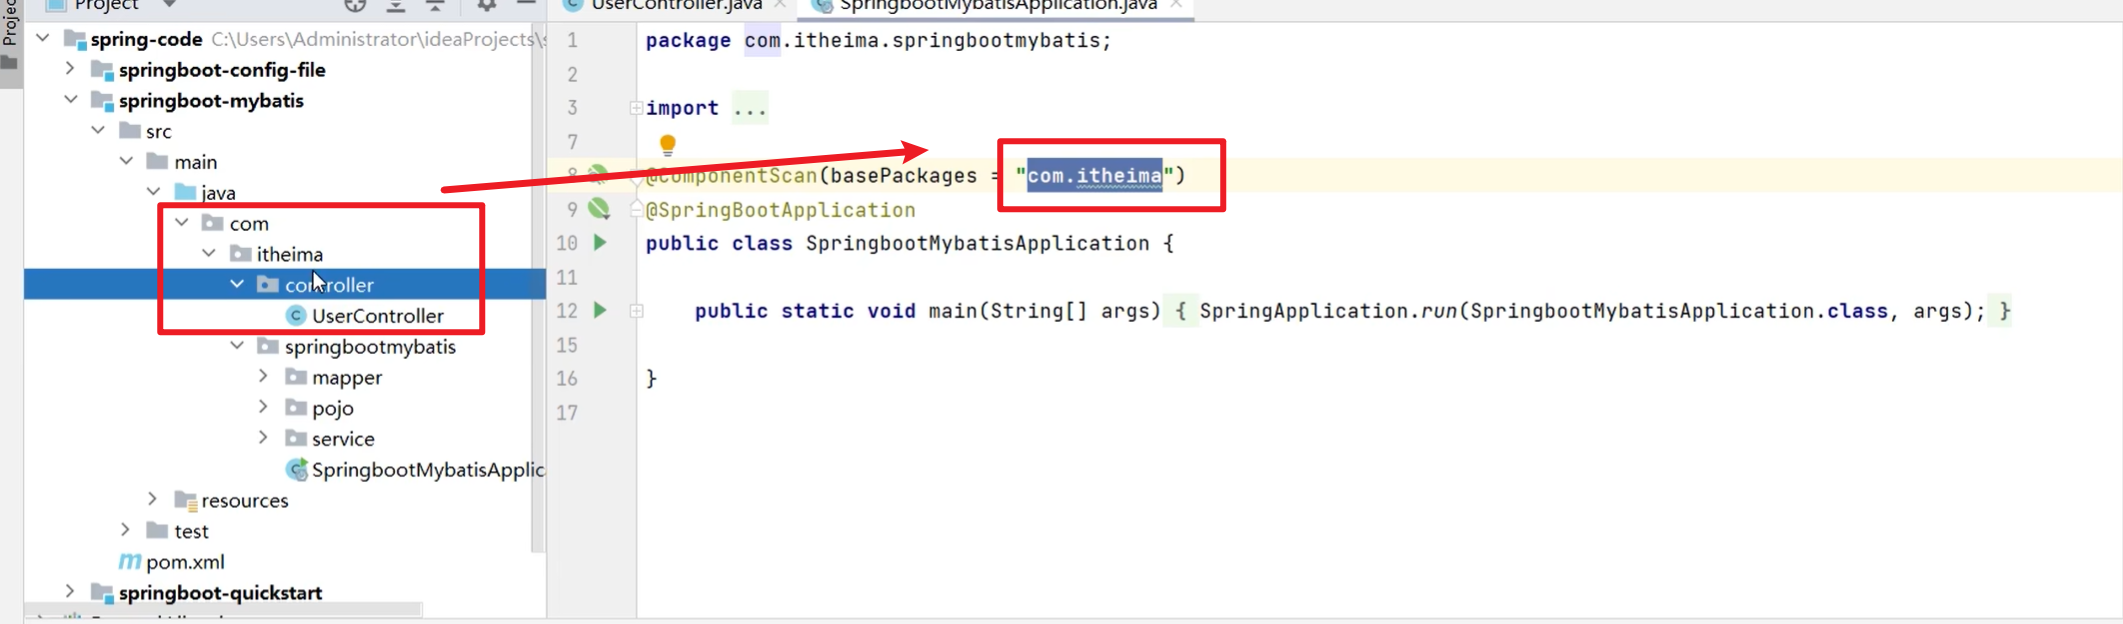 Project
UserController.java
SpringbootMybatisApplication.java
Project
spring-code C:\Users\Administrator\ideaProjects\s
springboot-config-file
springboot-mybatis
src
main
java
com
itheima
controller
UserController
springbootmybatis
mapper
pojo
service
SpringbootMybatisApplic
resources
test
pom.xml
springboot-quickstart
1 package com.itheima.springbootmybatis;
2
3 import ...
7
8 @ComponentScan(basePackages = "com.itheima")
9 @SpringBootApplication
10 public class SpringbootMybatisApplication {
11
12 public static void main(String[] args) { SpringApplication.run(SpringbootMybatisApplication.class, args); }
15
16 }
17